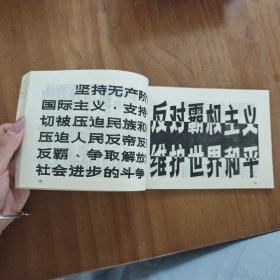 坚持无产阶
国际主义·支持
切被压迫民族和
压迫人民反帝反
反霸·争取解放
社会进步的斗争
反对霸权主义
维护世界和平